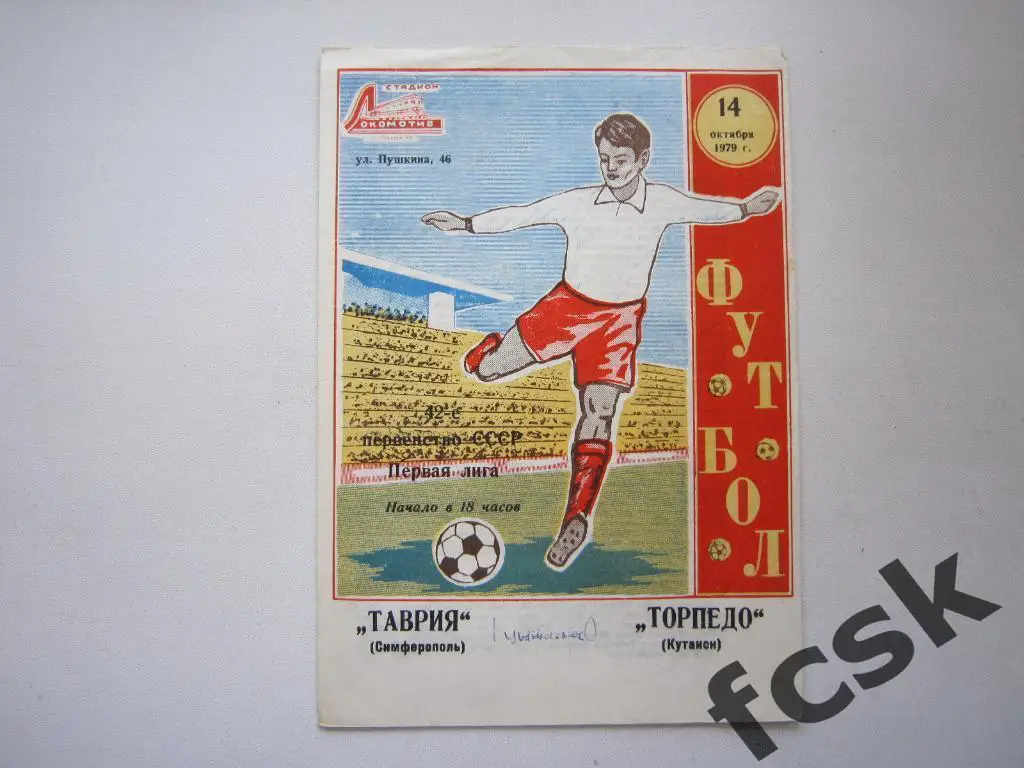 СТАДИОН
ЛОКОМОТИВ
ул. Пушкина, 46
14
октября
1979 г.
ФУТ
БОЛ
42-е
первенство СССР
Первая лига
Начало в 18 часов
„ТАВРИЯ“
(Симферополь)
„ТОРПЕДО“
(Кутаиси)
fcsk